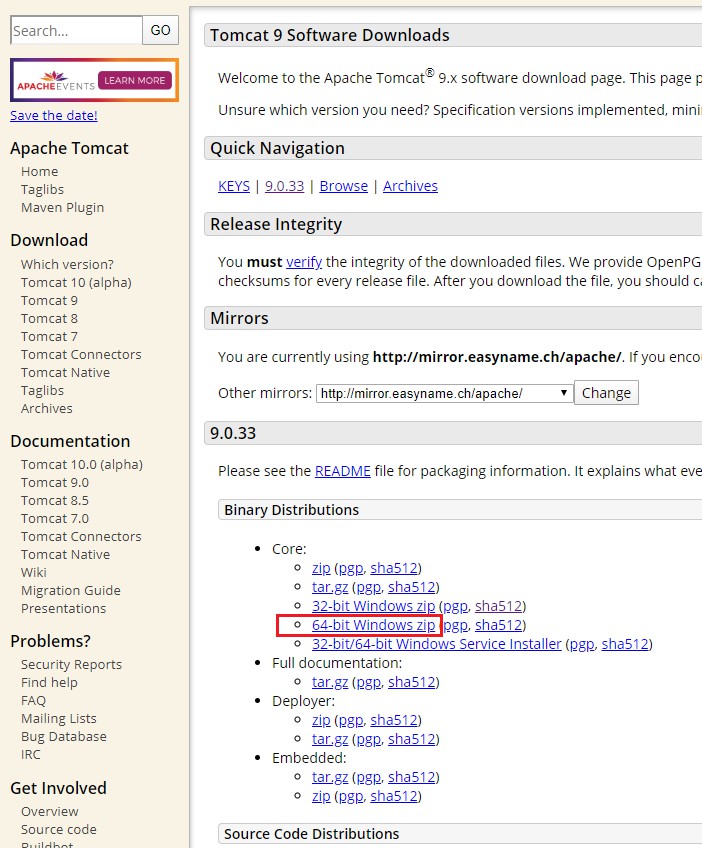 Search...
GO
APACHEEVENTS LEARN MORE
Save the date!
Apache Tomcat
Home
Taglibs
Maven Plugin
Download
Which version?
Tomcat 10 (alpha)
Tomcat 9
Tomcat 8
Tomcat 7
Tomcat Connectors
Tomcat Native
Taglibs
Archives
Documentation
Tomcat 10.0 (alpha)
Tomcat 9.0
Tomcat 8.5
Tomcat 7.0
Tomcat Connectors
Tomcat Native
Wiki
Migration Guide
Presentations
Problems?
Security Reports
Find help
FAQ
Mailing Lists
Bug Database
IRC
Get Involved
Overview
Source code
Buildbot
Tomcat 9 Software Downloads
Welcome to the Apache Tomcat® 9.x software download page. This page
Unsure which version you need? Specification versions implemented,
Quick Navigation
KEYS | 9.0.33 | Browse | Archives
Release Integrity
You must verify the integrity of the downloaded files. We provide OpenPG
checksums for every release file. After you download the file, you should
Mirrors
You are currently using http://mirror.easyname.ch/apache/. If you
Other mirrors: http://mirror.easyname.ch/apache/ Change
9.0.33
Please see the README file for packaging information. It explains what
Binary Distributions
Core:
zip (pgp, sha512)
tar.gz (pgp, sha512)
32-bit Windows zip (pgp, sha512)
64-bit Windows zip (pgp, sha512)
32-bit/64-bit Windows Service Installer (pgp, sha512)
Full documentation:
tar.gz (pgp, sha512)
Deployer:
zip (pgp, sha512)
tar.gz (pgp, sha512)
Embedded:
tar.gz (pgp, sha512)
zip (pgp, sha512)
Source Code Distributions